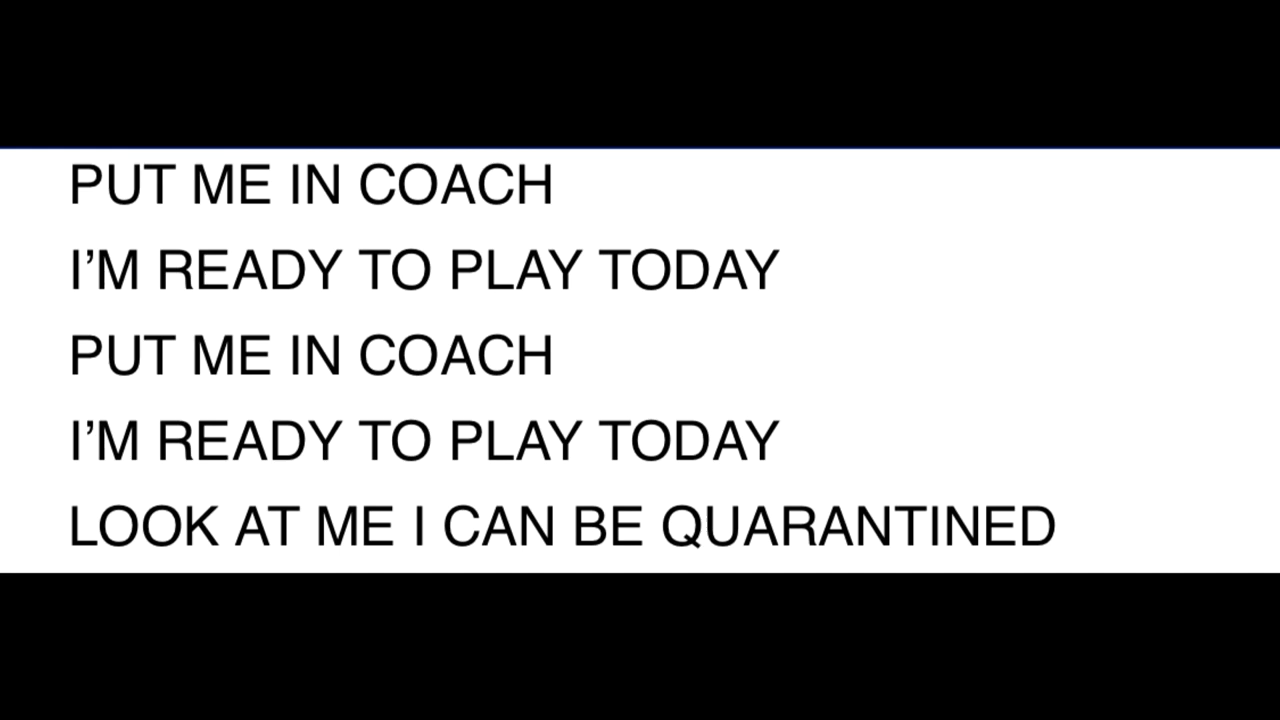 PUT ME IN COACH
I’M READY TO PLAY TODAY
PUT ME IN COACH
I’M READY TO PLAY TODAY
LOOK AT ME I CAN BE QUARANTINED